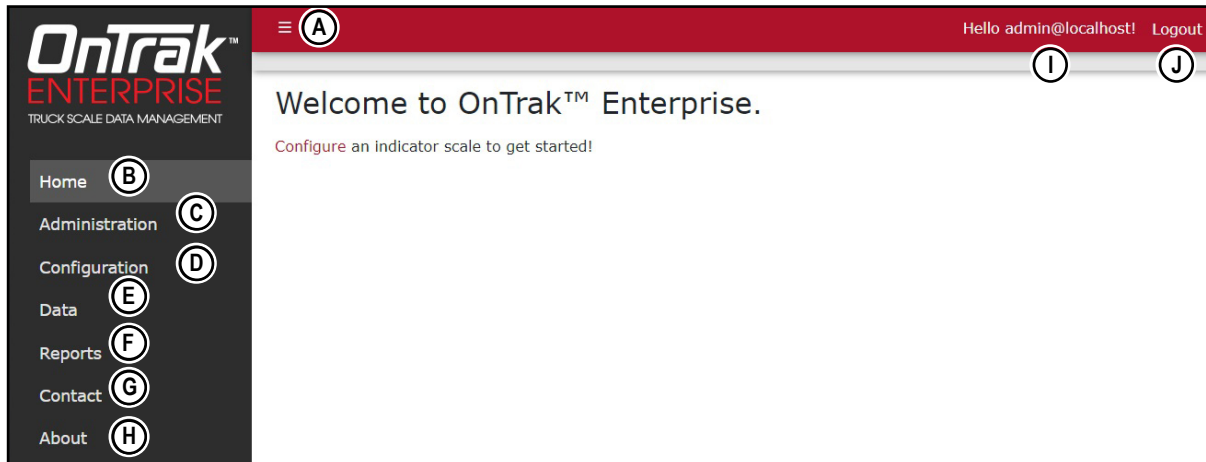 OnTrak™
ENTERPRISE
TRUCK SCALE DATA MANAGEMENT
Home B
Administration C
Configuration D
Data E
Reports F
Contact G
About H
≡ A
Hello admin@localhost! Logout
I J
Welcome to OnTrak™ Enterprise.
Configure an indicator scale to get started!